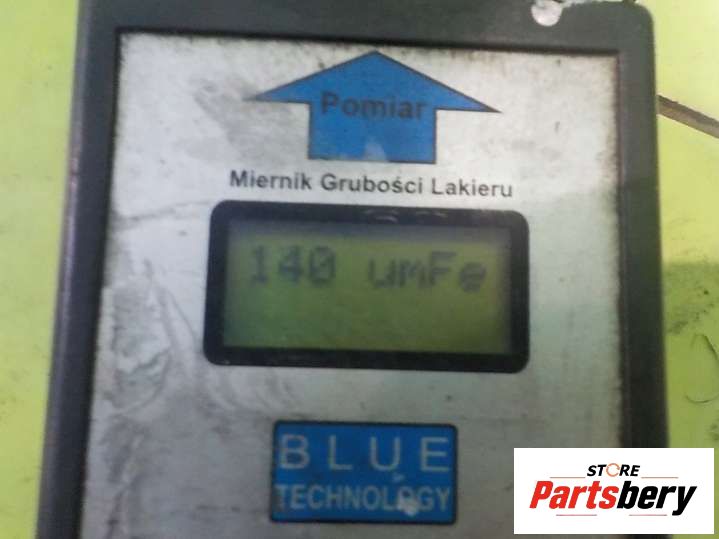 Pomiar
Miernik Grubości Lakieru
140 umFe
BLUE
TECHNOLOGY
STORE
Partsbery